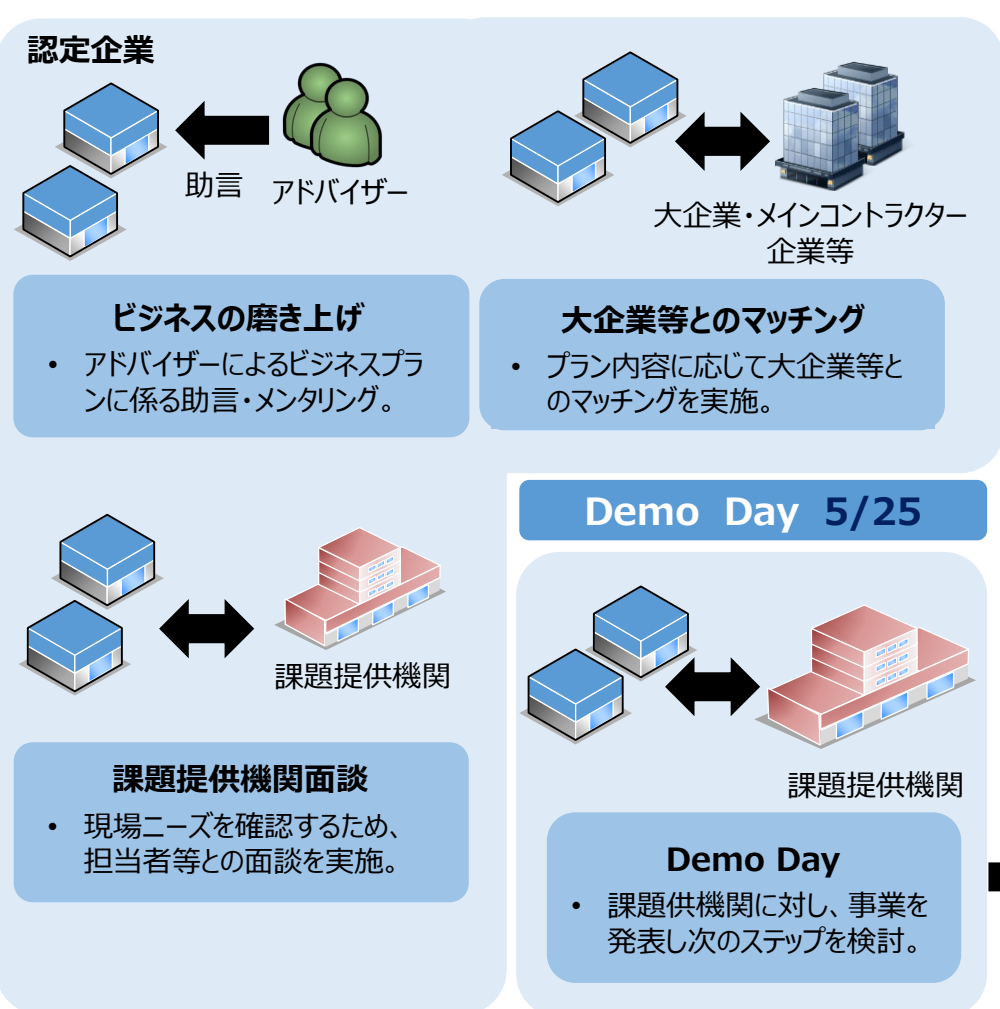 認定企業
助言
アドバイザー
大企業・メインコントラクター
企業等
ビジネスの磨き上げ
• アドバイザーによるビジネスプラ
ンに係る助言・メンタリング。
大企業等とのマッチング
• プラン内容に応じて大企業等と
のマッチングを実施。
課題提供機関
課題提供機関面談
• 現場ニーズを確認するため、
担当者等との面談を実施。
Demo Day 5/25
課題提供機関
Demo Day
• 課題供機関に対し、事業を
発表し次のステップを検討。